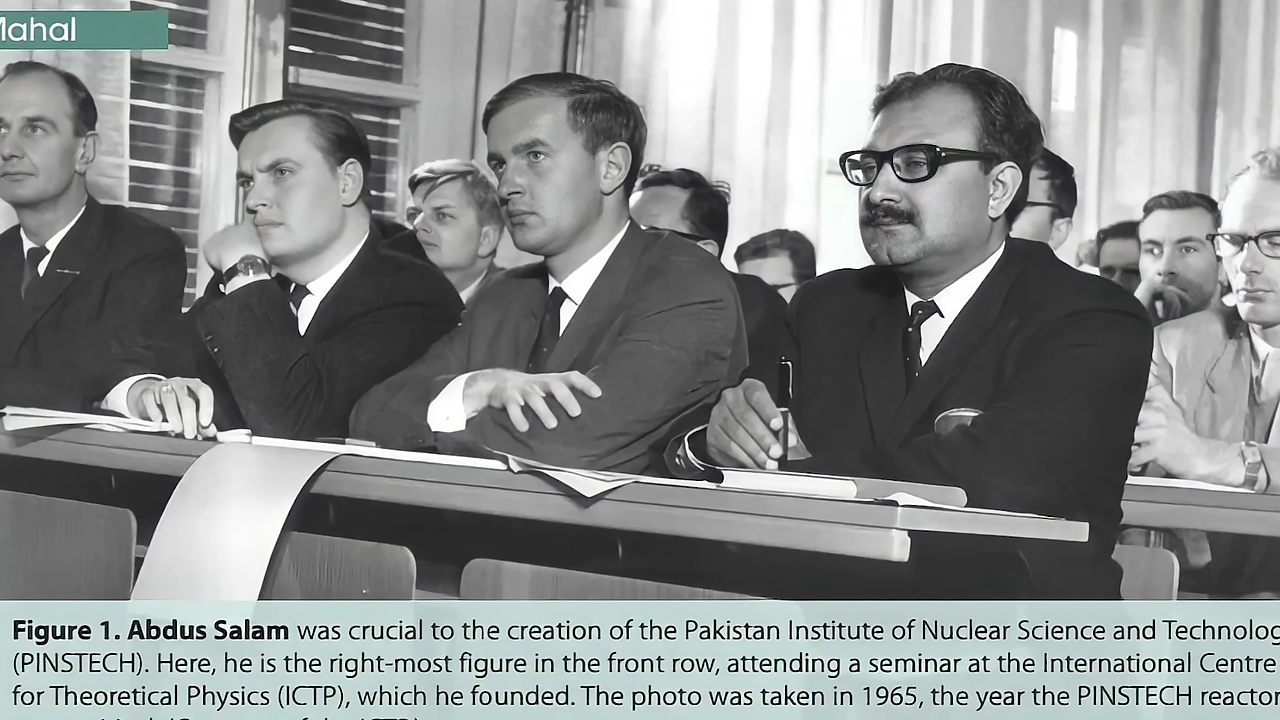 Mahal
Figure 1. Abdus Salam was crucial to the creation of the Pakistan Institute of Nuclear Science and Technolog
(PINSTECH). Here, he is the right-most figure in the front row, attending a seminar at the International Centre
for Theoretical Physics (ICTP), which he founded. The photo was taken in 1965, the year the PINSTECH reactor